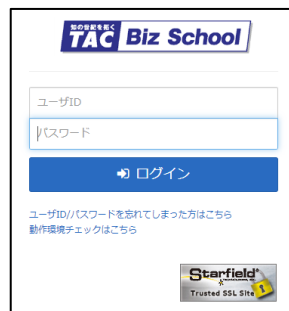 知の世紀を拓く
TAC Biz School
ユーザID
パスワード
ログイン
ユーザID/パスワードを忘れてしまった方はこちら
動作環境チェックはこちら
Starfield
Trusted SSL Site